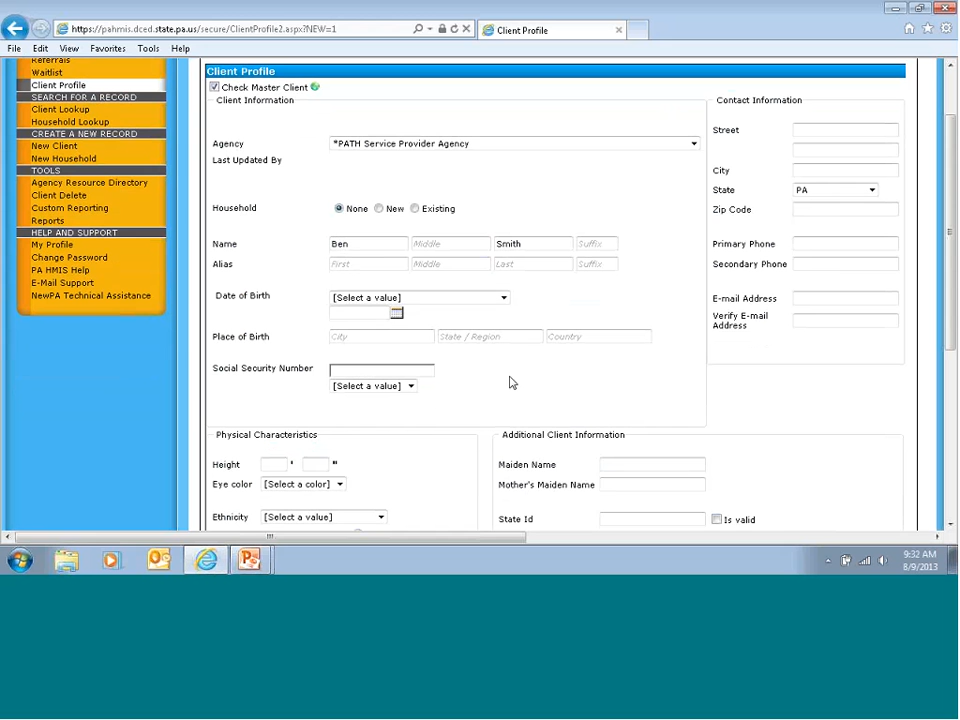 https://pahmis.dced.state.pa.us/secure/ClientProfile2.aspx?NEW=1
Client Profile
File Edit View Favorites Tools Help
Referrals
Waitlist
Client Profile
SEARCH FOR A RECORD
Client Lookup
Household Lookup
CREATE A NEW RECORD
New Client
New Household
TOOLS
Agency Resource Directory
Client Delete
Custom Reporting
Reports
HELP AND SUPPORT
My Profile
Change Password
PA HMIS Help
E-Mail Support
NewPA Technical Assistance
Client Profile
Check Master Client
Client Information
Agency *PATH Service Provider Agency
Last Updated By
Household None New Existing
Name Ben Middle Smith Suffix
Alias First Middle Last Suffix
Date of Birth [Select a value]
Place of Birth City State / Region Country
Social Security Number
[Select a value]
Contact Information
Street
City
State PA
Zip Code
Primary Phone
Secondary Phone
E-mail Address
Verify E-mail
Address
Physical Characteristics
Height ' "
Eye color [Select a color]
Ethnicity [Select a value]
Additional Client Information
Maiden Name
Mother's Maiden Name
State Id Is valid
9:32 AM
8/9/2013